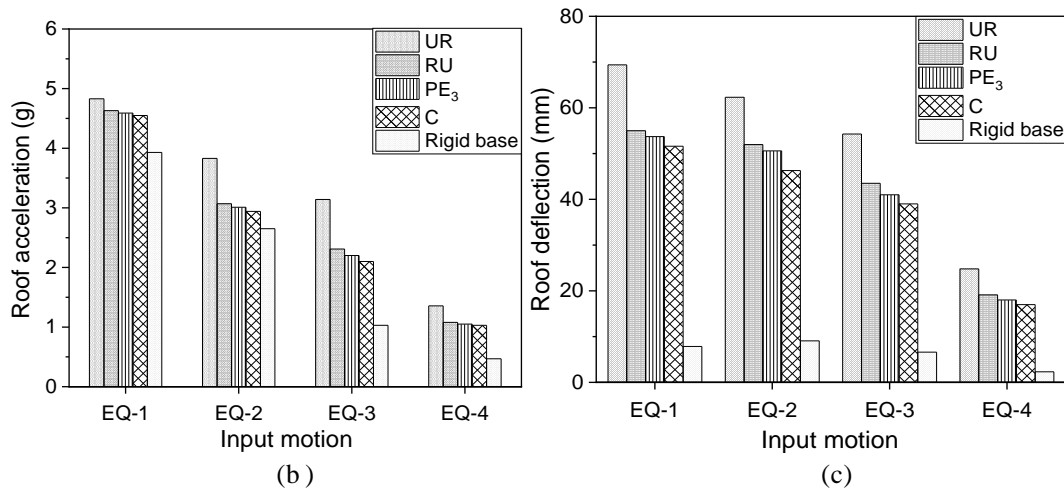 6
5
4
3
2
1
0
Roof acceleration (g)
UR
RU
PE₃
C
Rigid base
EQ-1 EQ-2 EQ-3 EQ-4
Input motion
(b)
80
60
40
20
0
Roof deflection (mm)
UR
RU
PE₃
C
Rigid base
EQ-1 EQ-2 EQ-3 EQ-4
Input motion
(c)